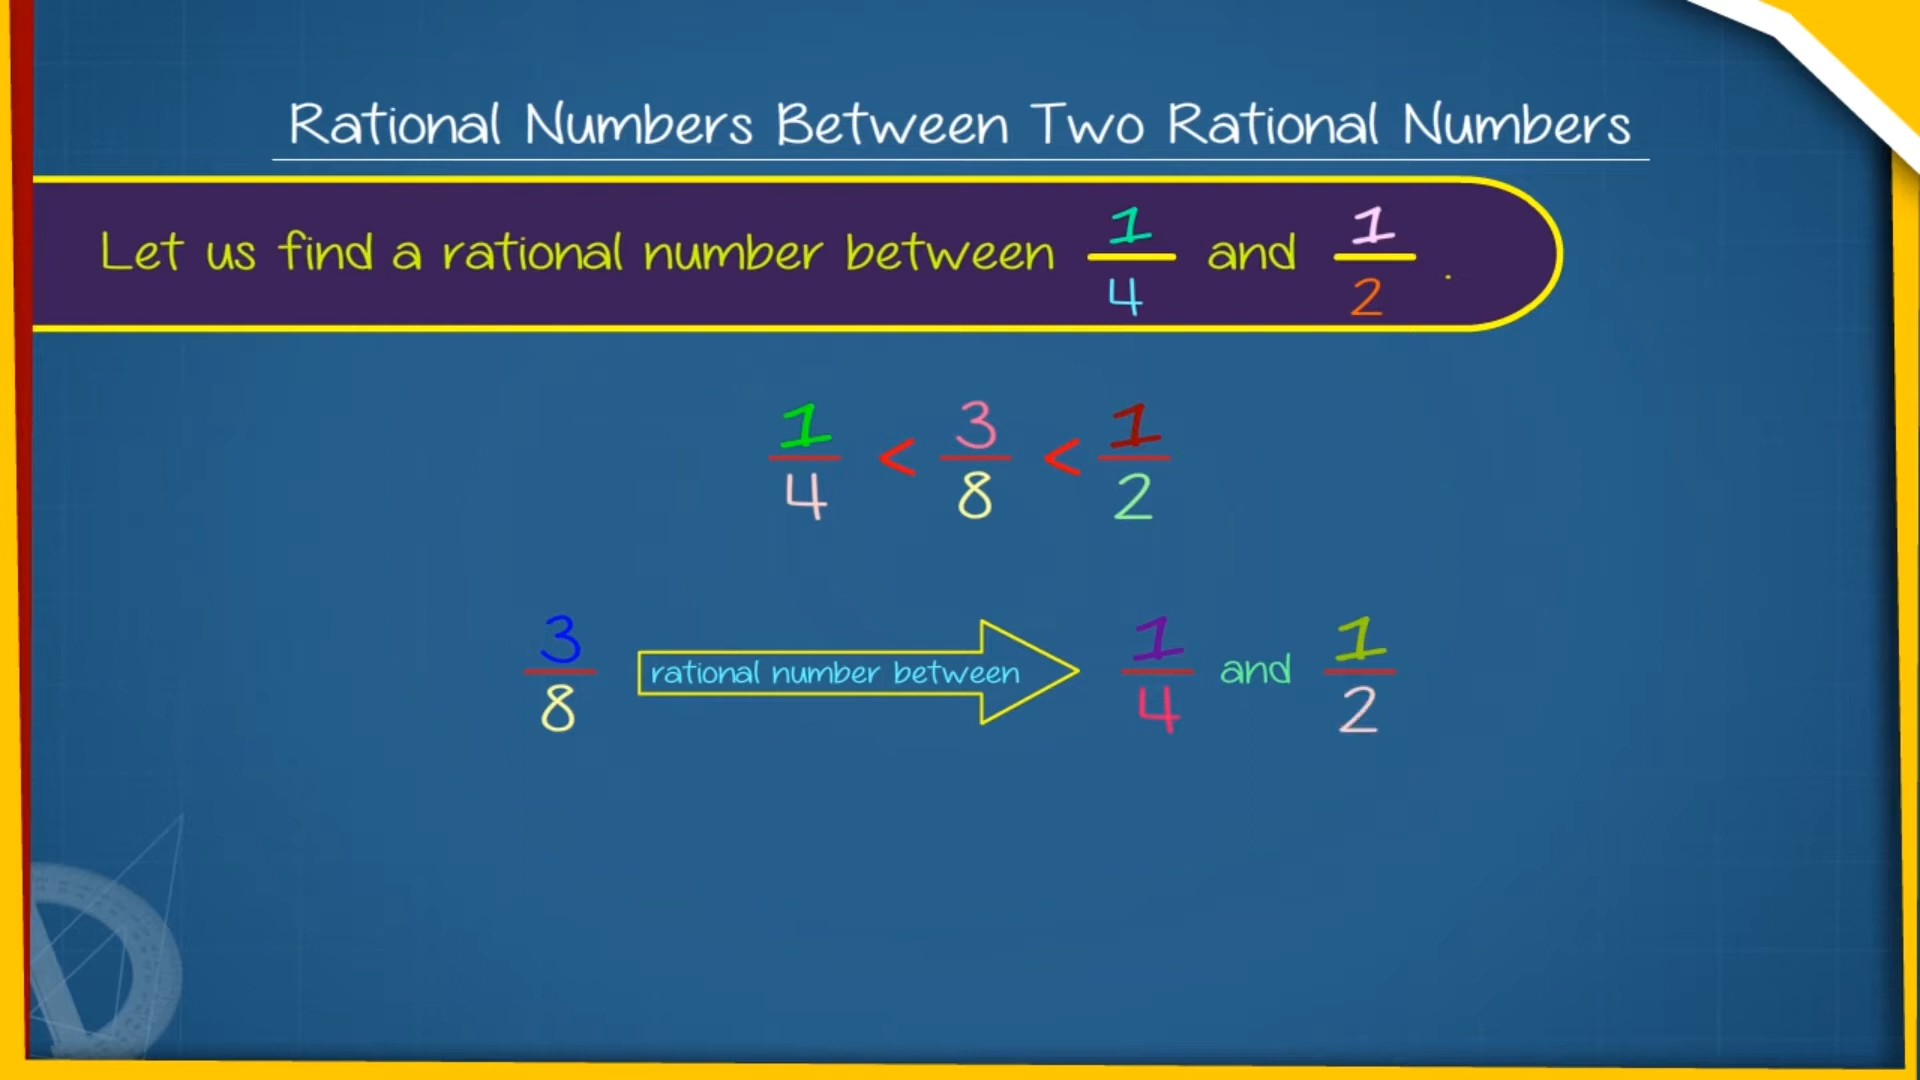 Rational Numbers Between Two Rational Numbers
Let us find a rational number between 1/4 and 1/2 .
1/4 < 3/8 < 1/2
3/8 rational number between 1/4 and 1/2